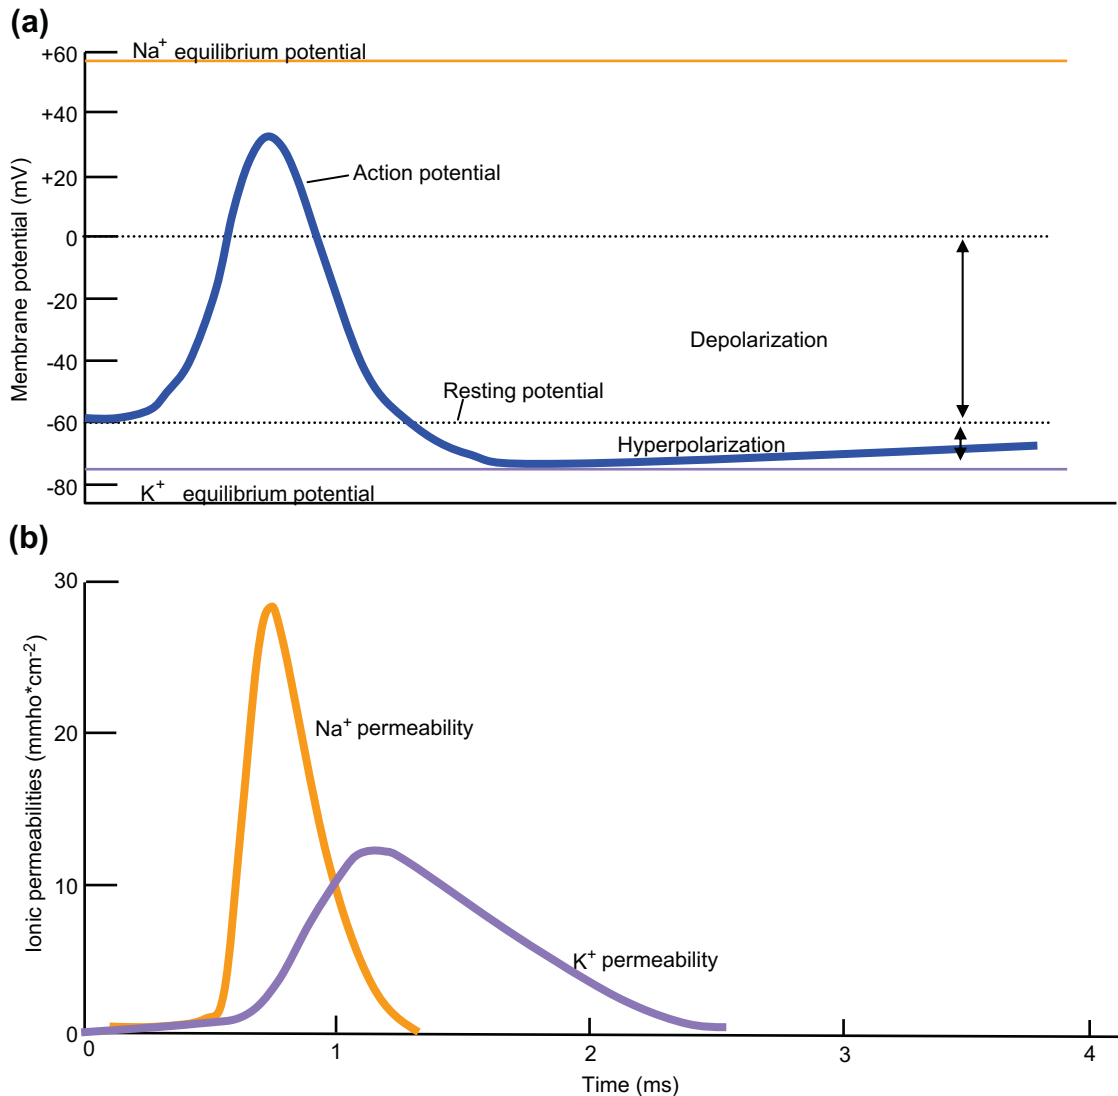 (a)
+60
Na+ equilibrium potential
+40
+20
Action potential
0
-20
Depolarization
-40
Resting potential
-60
Hyperpolarization
-80
K+ equilibrium potential
Membrane potential (mV)
(b)
30
20
Na+ permeability
10
K+ permeability
0
Ionic permeabilities (mmho*cm-2)
0 1 2 3 4
Time (ms)